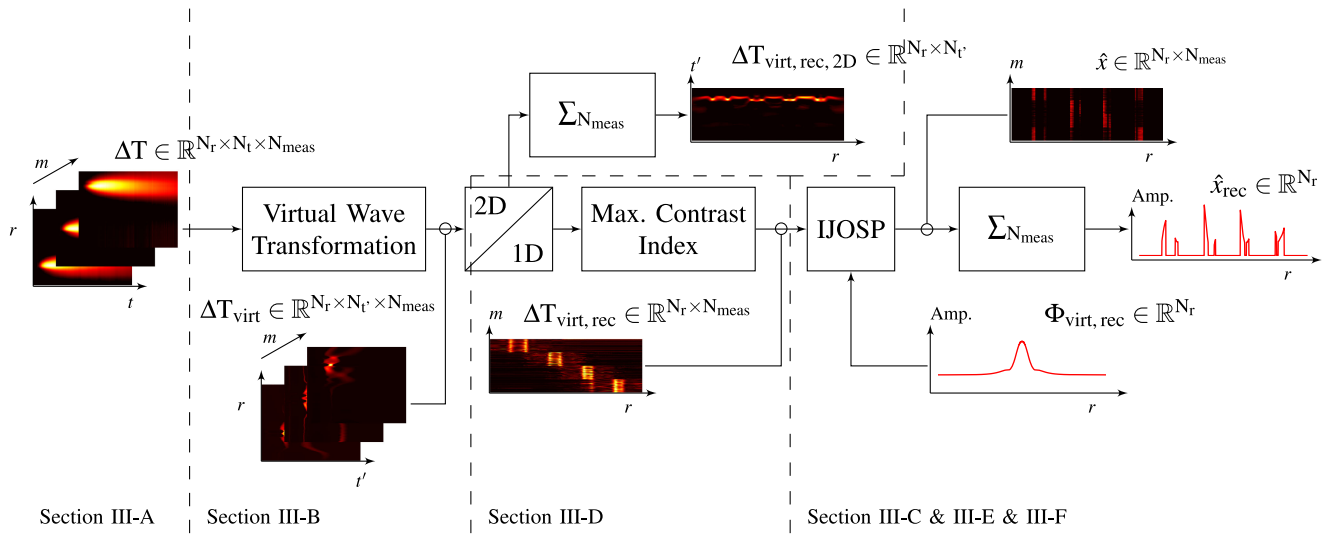 t′
ΔT_virt, rec, 2D ∈ ℝ^{N_r×N_t'}
m
x̂ ∈ ℝ^{N_r×N_meas}
Σ_{N_meas}
r
r
m
ΔT ∈ ℝ^{N_r×N_t×N_meas}
r
t
Virtual Wave
Transformation
2D
1D
Max. Contrast
Index
IJOSP
Σ_{N_meas}
Amp.
x̂_rec ∈ ℝ^{N_r}
r
ΔT_virt ∈ ℝ^{N_r×N_t'×N_meas}
m
r
t′
m
ΔT_virt, rec ∈ ℝ^{N_r×N_meas}
r
Amp.
Φ_virt, rec ∈ ℝ^{N_r}
r
Section III-A
Section III-B
Section III-D
Section III-C & III-E & III-F